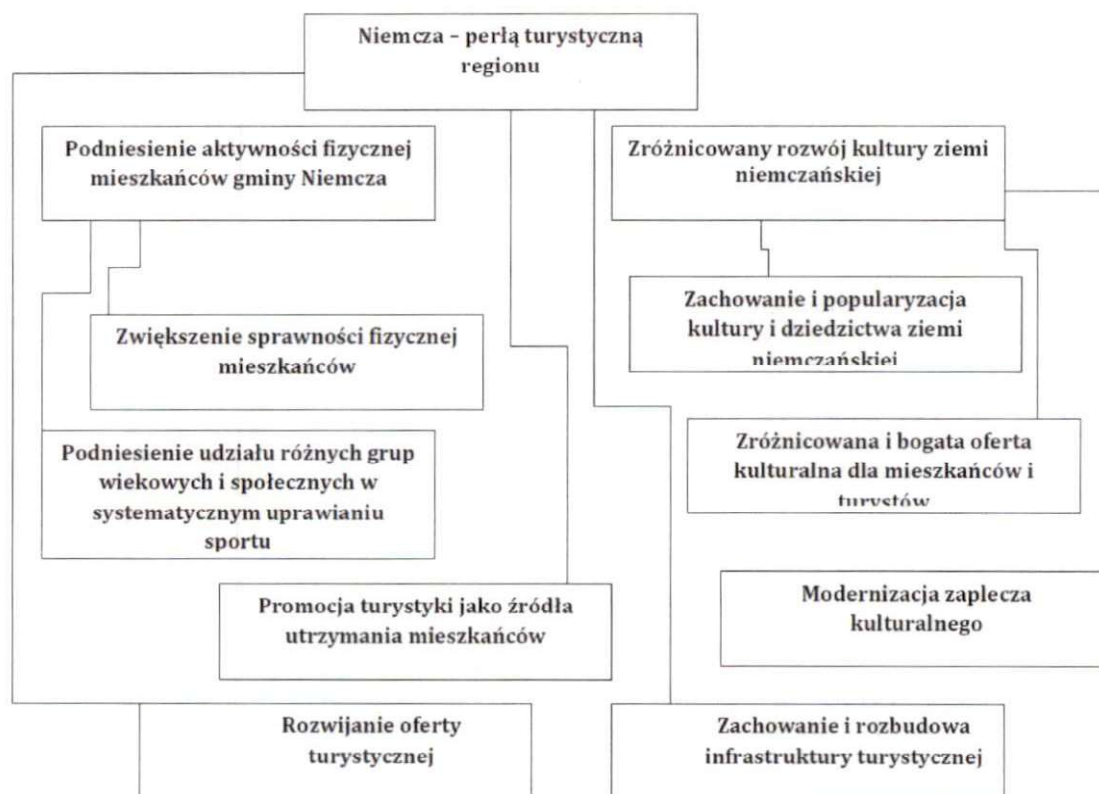 Niemcza – perłą turystyczną
regionu
Podniesienie aktywności fizycznej
mieszkańców gminy Niemcza
Zróżnicowany rozwój kultury ziemi
niemczańskiej
Zwiększenie sprawności fizycznej
mieszkańców
Zachowanie i popularyzacja
kultury i dziedzictwa ziemi
niemczańskiej
Podniesienie udziału różnych grup
wiekowych i społecznych w
systematycznym uprawianiu
sportu
Zróżnicowana i bogata oferta
kulturalna dla mieszkańców i
turystów
Promocja turystyki jako źródła
utrzymania mieszkańców
Modernizacja zaplecza
kulturalnego
Rozwijanie oferty
turystycznej
Zachowanie i rozbudowa
infrastruktury turystycznej